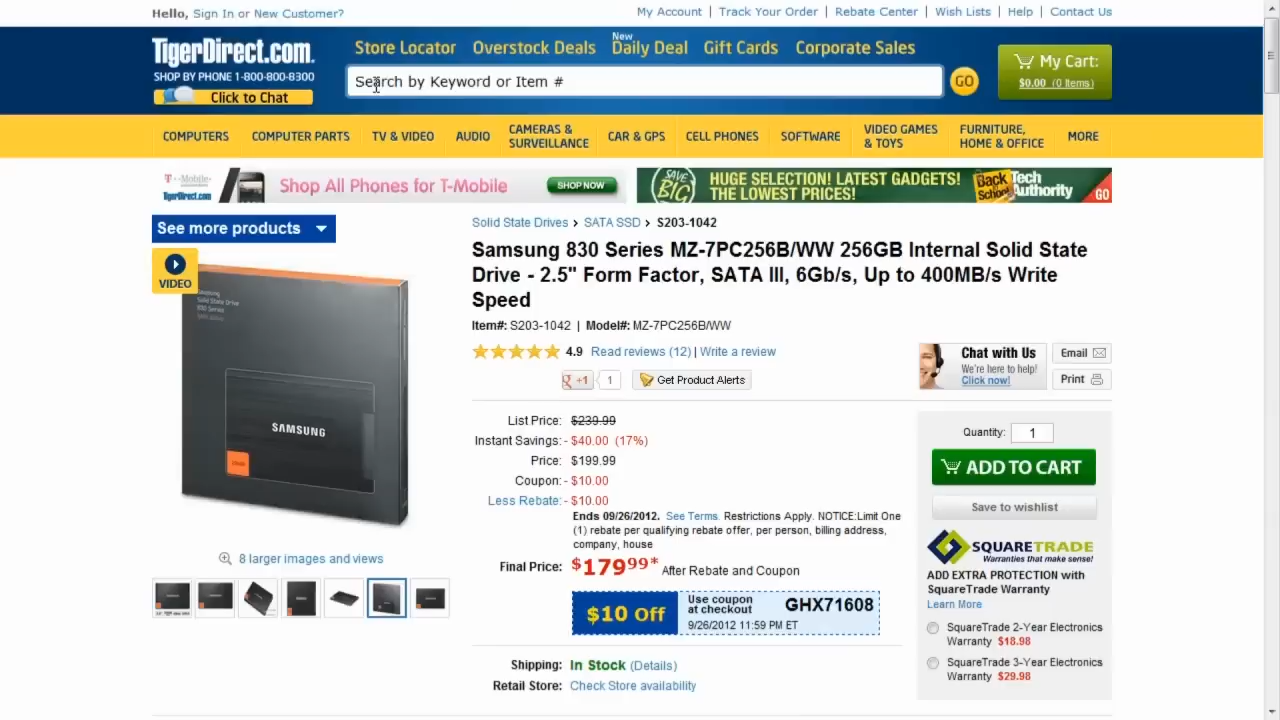 Hello, Sign In or New Customer?
My Account | Track Your Order | Rebate Center | Wish Lists | Help | Contact Us
TigerDirect.com
SHOP BY PHONE 1-800-800-8300
Click to Chat
Store Locator
Overstock Deals
New
Daily Deal
Gift Cards
Corporate Sales
Search by Keyword or Item #
GO
My Cart:
$0.00 (0 Items)
COMPUTERS
COMPUTER PARTS
TV & VIDEO
AUDIO
CAMERAS &
SURVEILLANCE
CAR & GPS
CELL PHONES
SOFTWARE
VIDEO GAMES
& TOYS
FURNITURE,
HOME & OFFICE
MORE
T-Mobile
TigerDirect.com
Shop All Phones for T-Mobile
SHOP NOW
SAVE BIG
HUGE SELECTION! LATEST GADGETS!
THE LOWEST PRICES!
Back to School
Tech
Authority
GO
See more products
VIDEO
Samsung
Solid State Drive
830 Series
SAMSUNG
8 larger images and views
Solid State Drives > SATA SSD > S203-1042
Samsung 830 Series MZ-7PC256B/WW 256GB Internal Solid State
Drive - 2.5" Form Factor, SATA III, 6Gb/s, Up to 400MB/s Write
Speed
Item#: S203-1042 | Model#: MZ-7PC256B/WW
4.9 Read reviews (12) | Write a review
+1 1
Get Product Alerts
Chat with Us
We're here to help!
Click now!
Email
Print
List Price: $239.99
Instant Savings: - $40.00 (17%)
Price: $199.99
Coupon: - $10.00
Less Rebate: - $10.00
Ends 09/26/2012. See Terms. Restrictions Apply. NOTICE:Limit One
(1) rebate per qualifying rebate offer, per person, billing address,
company, house
Final Price: $179.99* After Rebate and Coupon
$10 Off
Use coupon
at checkout
GHX71608
9/26/2012 11:59 PM ET
Shipping: In Stock (Details)
Retail Store: Check Store availability
Quantity: 1
ADD TO CART
Save to wishlist
SQUARETRADE
Warranties that make sense!
ADD EXTRA PROTECTION with
SquareTrade Warranty
Learn More
SquareTrade 2-Year Electronics
Warranty $18.98
SquareTrade 3-Year Electronics
Warranty $29.98